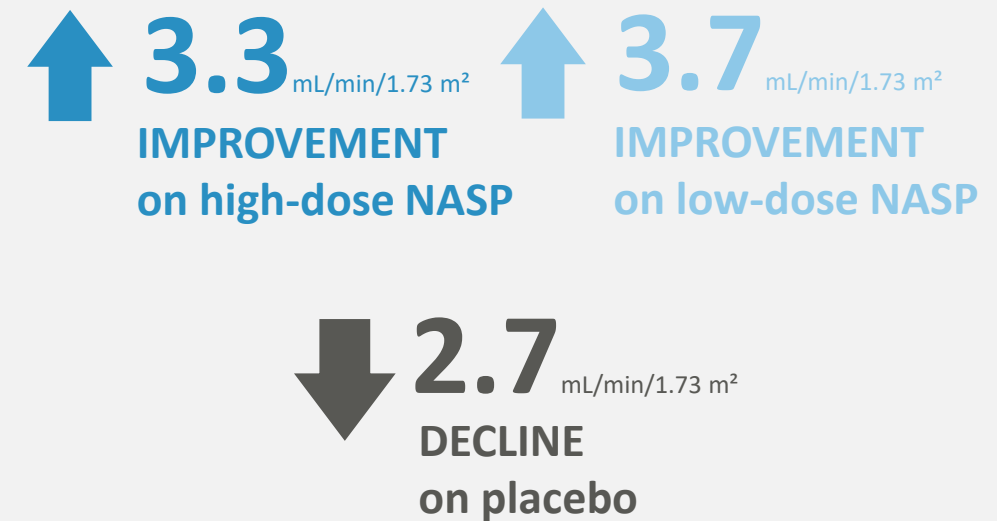 3.3 mL/min/1.73 m²
IMPROVEMENT
on high-dose NASP
3.7 mL/min/1.73 m²
IMPROVEMENT
on low-dose NASP
2.7 mL/min/1.73 m²
DECLINE
on placebo